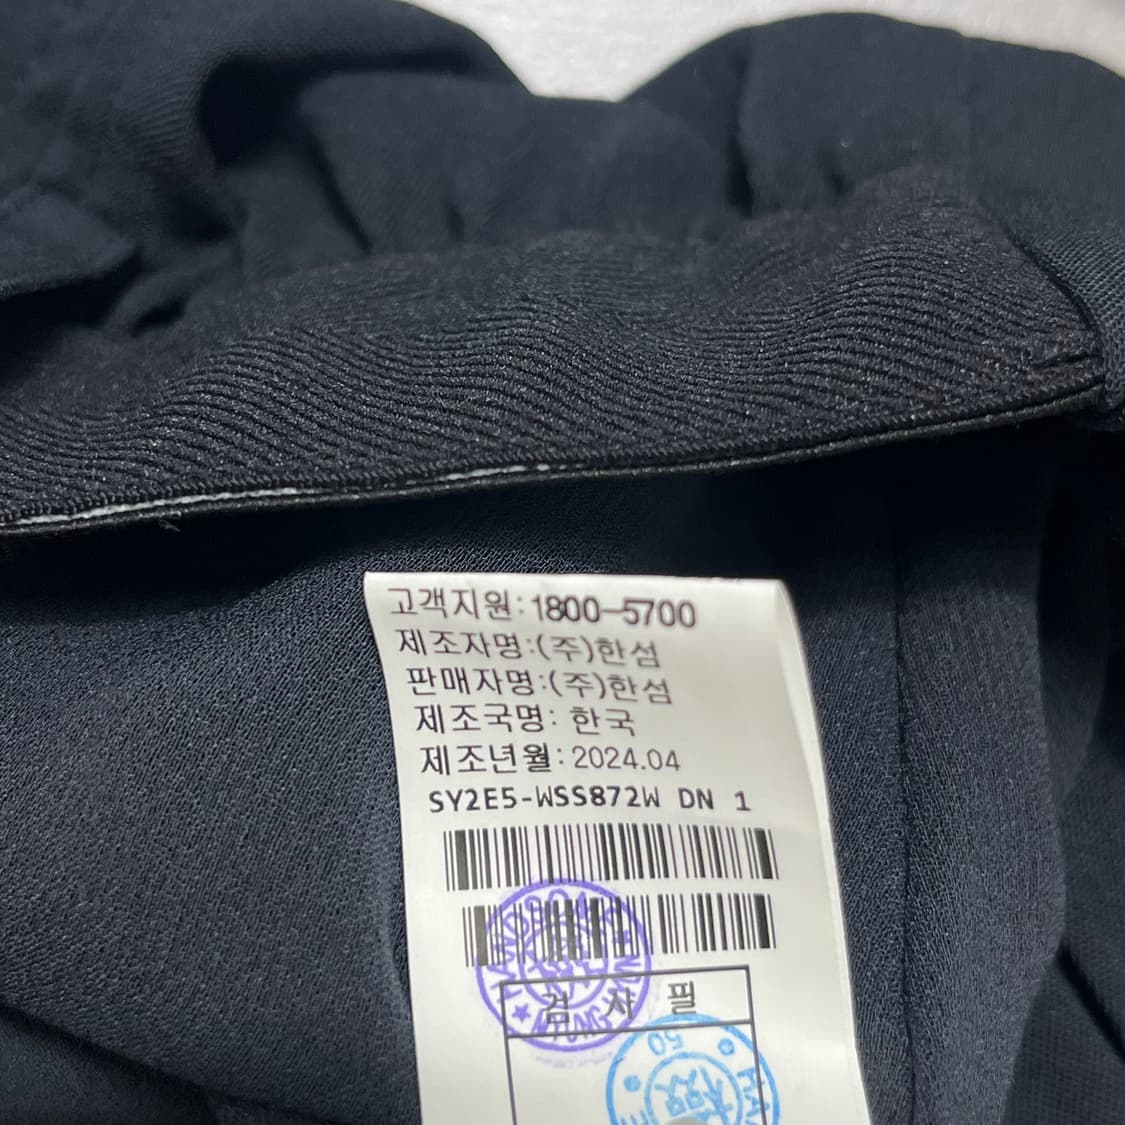 고객지원:1800-5700
제조자명:(주)한섬
판매자명:(주)한섬
제조국명: 한국
제조년월:2024.04
SY2E5-WSS872W DN 1
검 사 필
50